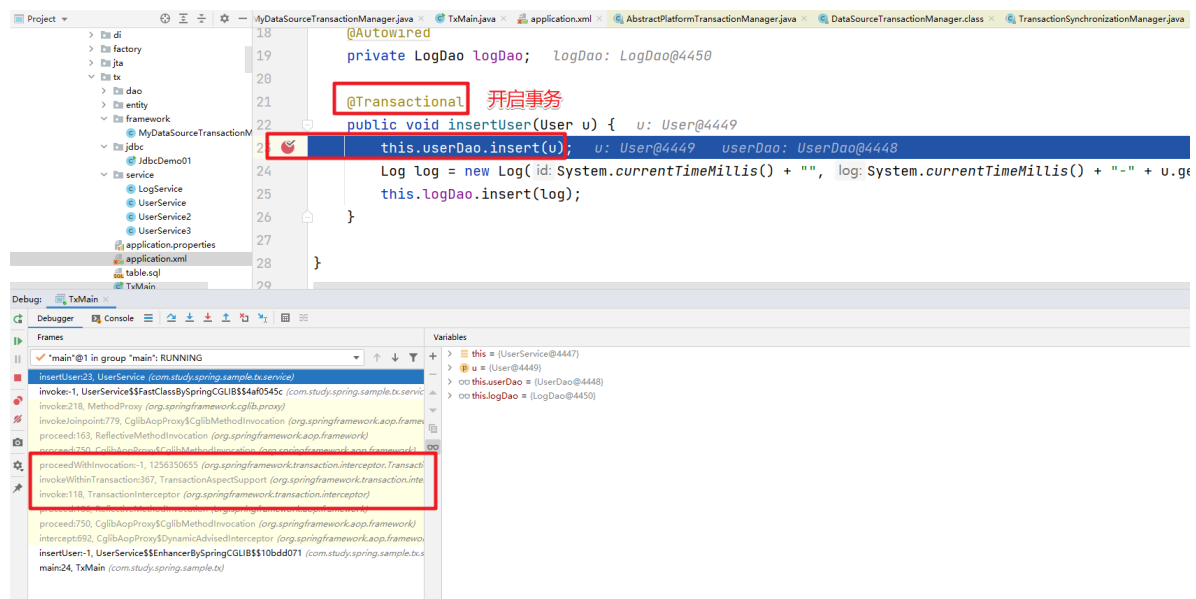 Project
MyDataSourceTransactionManager.java × TxMain.java × application.xml × AbstractPlatformTransactionManager.java × DataSourceTransactionManager.class × TransactionSynchronizationManager.java
di
factory
jta
tx
dao
entity
framework
MyDataSourceTransactionM
jdbc
JdbcDemo01
service
LogService
UserService
UserService2
UserService3
application.properties
application.xml
table.sql
TxMain
18 @Autowired
19 private LogDao logDao; logDao: LogDao@4450
20
21 @Transactional 开启事务
22 public void insertUser(User u) { u: User@4449
this.userDao.insert(u); u: User@4449 userDao: UserDao@4448
24 Log log = new Log( id: System.currentTimeMillis() + "", log: System.currentTimeMillis() + "-" + u.ge
25 this.logDao.insert(log);
26 }
27
28 }
29
Debug: TxMain ×
Debugger Console
Frames
"main"@1 in group "main": RUNNING
insertUser:23, UserService (com.study.spring.sample.tx.service)
invoke:-1, UserService$$FastClassBySpringCGLIB$$4af0545c (com.study.spring.sample.tx.servic
invoke:218, MethodProxy (org.springframework.cglib.proxy)
invokeJoinpoint:779, CglibAopProxy$CglibMethodInvocation (org.springframework.aop.framew
proceed:163, ReflectiveMethodInvocation (org.springframework.aop.framework)
proceed:750, CglibAopProxy$CglibMethodInvocation (org.springframework.aop.framework)
proceedWithInvocation:-1, 1256350655 (org.springframework.transaction.interceptor.Transacti
invokeWithinTransaction:367, TransactionAspectSupport (org.springframework.transaction.inte
invoke:118, TransactionInterceptor (org.springframework.transaction.interceptor)
proceed:186, ReflectiveMethodInvocation (org.springframework.aop.framework)
proceed:750, CglibAopProxy$CglibMethodInvocation (org.springframework.aop.framework)
intercept:692, CglibAopProxy$DynamicAdvisedInterceptor (org.springframework.aop.framewo
insertUser:-1, UserService$$EnhancerBySpringCGLIB$$10bdd071 (com.study.spring.sample.tx.s
main:24, TxMain (com.study.spring.sample.tx)
Variables
this = {UserService@4447}
u = {User@4449}
this.userDao = {UserDao@4448}
this.logDao = {LogDao@4450}